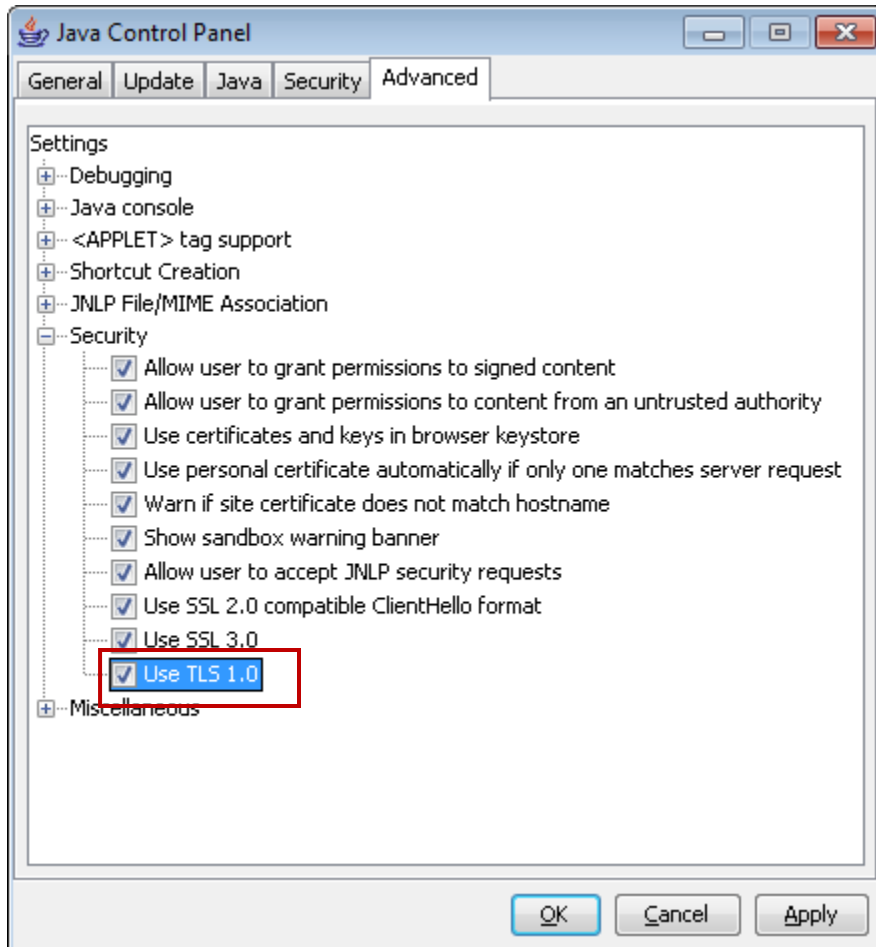 Java Control Panel
General Update Java Security Advanced
Settings
Debugging
Java console
<APPLET> tag support
Shortcut Creation
JNLP File/MIME Association
Security
Allow user to grant permissions to signed content
Allow user to grant permissions to content from an untrusted authority
Use certificates and keys in browser keystore
Use personal certificate automatically if only one matches server request
Warn if site certificate does not match hostname
Show sandbox warning banner
Allow user to accept JNLP security requests
Use SSL 2.0 compatible ClientHello format
Use SSL 3.0
Use TLS 1.0
Miscellaneous
OK Cancel Apply